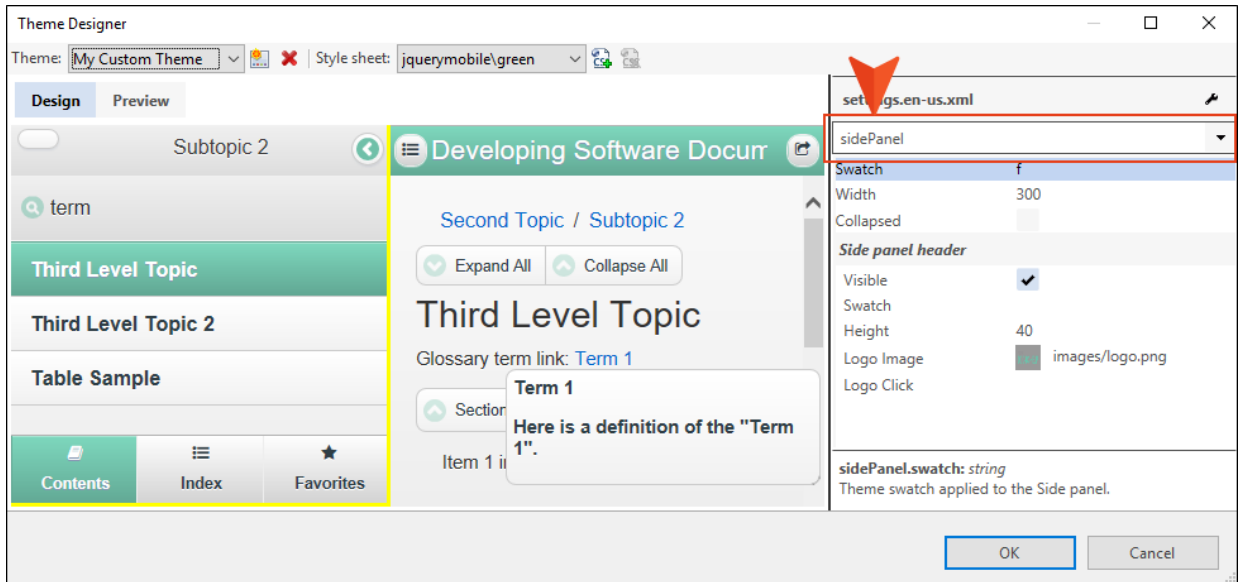 Theme Designer
Theme: My Custom Theme Style sheet: jquerymobile\green
Design Preview
Subtopic 2
term
Third Level Topic
Third Level Topic 2
Table Sample
Contents Index Favorites
Developing Software Docum
Second Topic / Subtopic 2
Expand All Collapse All
Third Level Topic
Glossary term link: Term 1
Section
Term 1
Here is a definition of the "Term
1".
Item 1 i
settings.en-us.xml
sidePanel
Swatch f
Width 300
Collapsed
Side panel header
Visible
Swatch
Height 40
Logo Image images/logo.png
Logo Click
sidePanel.swatch: string
Theme swatch applied to the Side panel.
OK Cancel